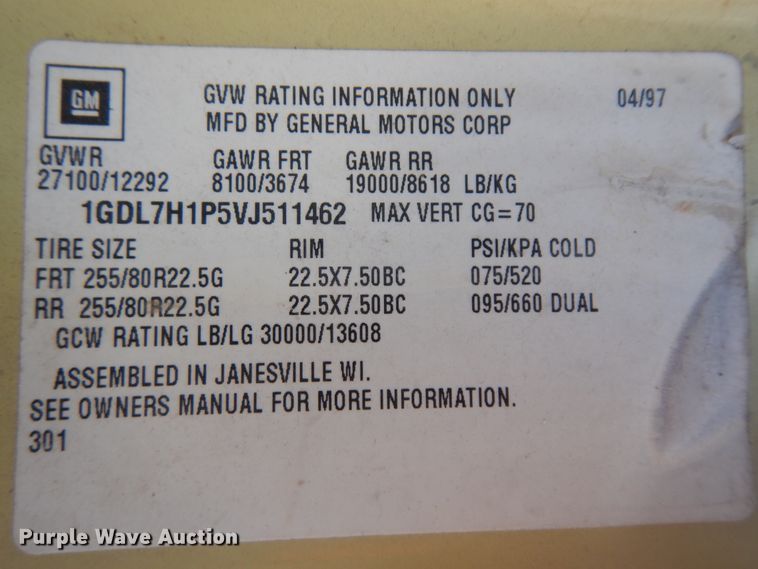 GM
GVW RATING INFORMATION ONLY 04/97
MFD BY GENERAL MOTORS CORP
GVWR GAWR FRT GAWR RR
27100/12292 8100/3674 19000/8618 LB/KG
1GDL7H1P5VJ511462 MAX VERT CG=70
TIRE SIZE RIM PSI/KPA COLD
FRT 255/80R22.5G 22.5X7.50BC 075/520
RR 255/80R22.5G 22.5X7.50BC 095/660 DUAL
GCW RATING LB/LG 30000/13608
ASSEMBLED IN JANESVILLE WI.
SEE OWNERS MANUAL FOR MORE INFORMATION.
301
Purple Wave Auction